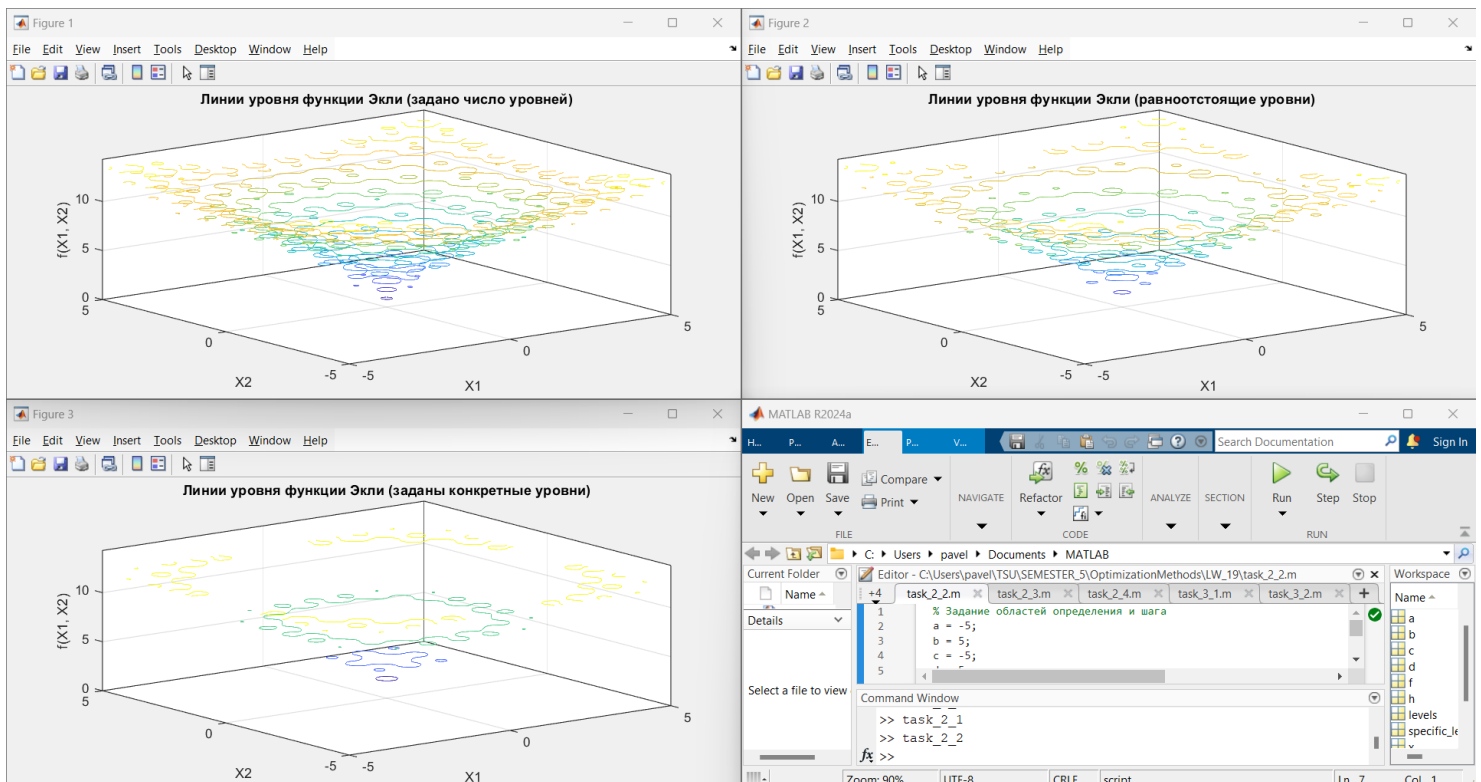 Figure 1
File Edit View Insert Tools Desktop Window Help
Линии уровня функции Экли (задано число уровней)
f(X1, X2)
10
5
0
5
0
-5
X2
-5
0
5
X1
Figure 2
File Edit View Insert Tools Desktop Window Help
Линии уровня функции Экли (равноотстоящие уровни)
f(X1, X2)
10
5
0
5
0
-5
X2
-5
0
5
X1
Figure 3
File Edit View Insert Tools Desktop Window Help
Линии уровня функции Экли (заданы конкретные уровни)
f(X1, X2)
10
5
0
5
0
-5
X2
-5
0
5
X1
MATLAB R2024a
H... P... A... E... P... V... Search Documentation Sign In
New Open Save Compare Print NAVIGATE Refactor ANALYZE SECTION Run Step Stop
FILE CODE RUN
C: Users pavel Documents MATLAB
Current Folder
Name
Details
Select a file to view
Editor - C:\Users\pavel\TSU\SEMESTER_5\OptimizationMethods\LW_19\task_2_2.m
+4 task_2_2.m task_2_3.m task_2_4.m task_3_1.m task_3_2.m
1 % Задание областей определения и шага
2 a = -5;
3 b = 5;
4 c = -5;
5
Command Window
>> task_2_1
>> task_2_2
fx >>
Workspace
Name
a
b
c
d
f
h
levels
specific_le
Zoom: 90% UTF-8 CRLF script Ln 7 Col 1